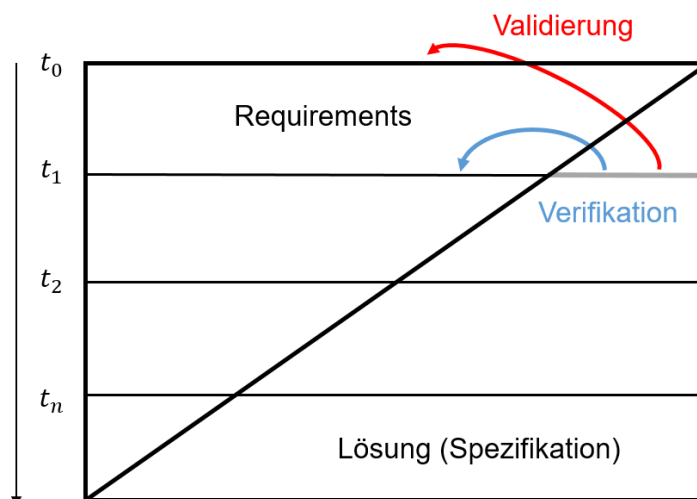 Validierung
t₀
Requirements
t₁
Verifikation
t₂
tₙ
Lösung (Spezifikation)